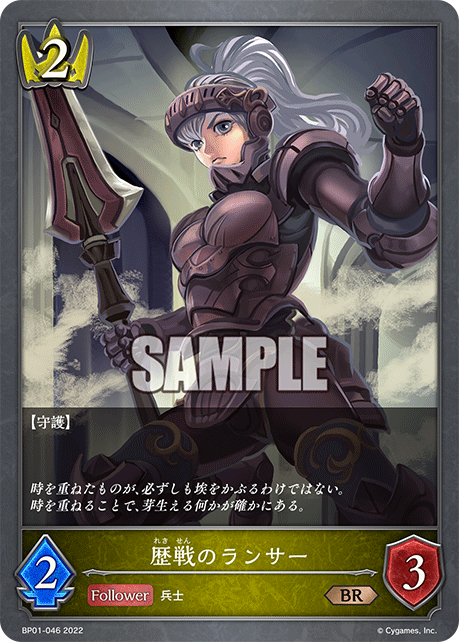 2
SAMPLE
【守護】
時を重ねたものが、必ずしも埃をかぶるわけではない。
時を重ねることで、芽生える何かが確かにある。
れき せん
歴戦のランサー
2
Follower 兵士
BR
3
BP01-046 2022
© Cygames, Inc.